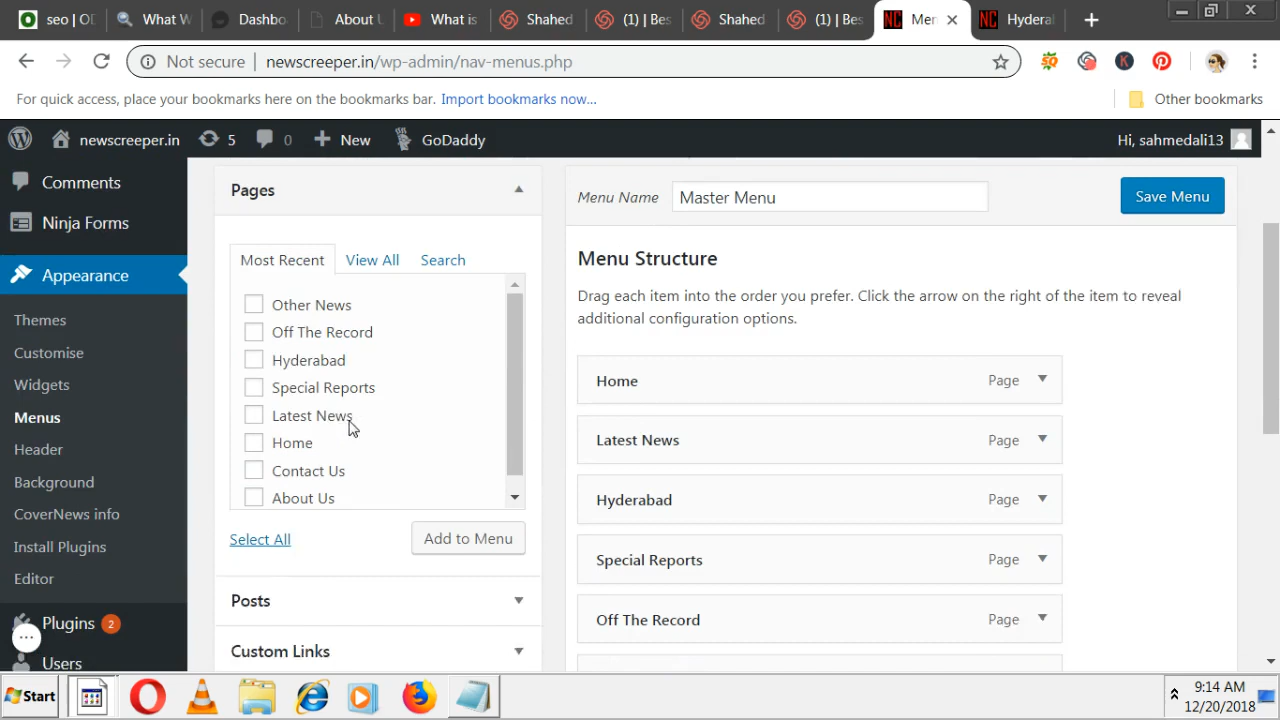 seo | OD
What W
Dashbo
About U
What is
Shahed
(1) | Bes
Shahed
(1) | Bes
NC Men
NC Hyderal
Not secure | newscreeper.in/wp-admin/nav-menus.php
For quick access, place your bookmarks here on the bookmarks bar. Import bookmarks now...
Other bookmarks
newscreeper.in 5 0 New GoDaddy
Hi, sahmedali13
Comments
Ninja Forms
Appearance
Themes
Customise
Widgets
Menus
Header
Background
CoverNews info
Install Plugins
Editor
Plugins 2
Users
Pages
Most Recent View All Search
Other News
Off The Record
Hyderabad
Special Reports
Latest News
Home
Contact Us
About Us
Select All Add to Menu
Posts
Custom Links
Menu Name Master Menu Save Menu
Menu Structure
Drag each item into the order you prefer. Click the arrow on the right of the item to reveal
additional configuration options.
Home Page
Latest News Page
Hyderabad Page
Special Reports Page
Off The Record Page
Start
9:14 AM
12/20/2018